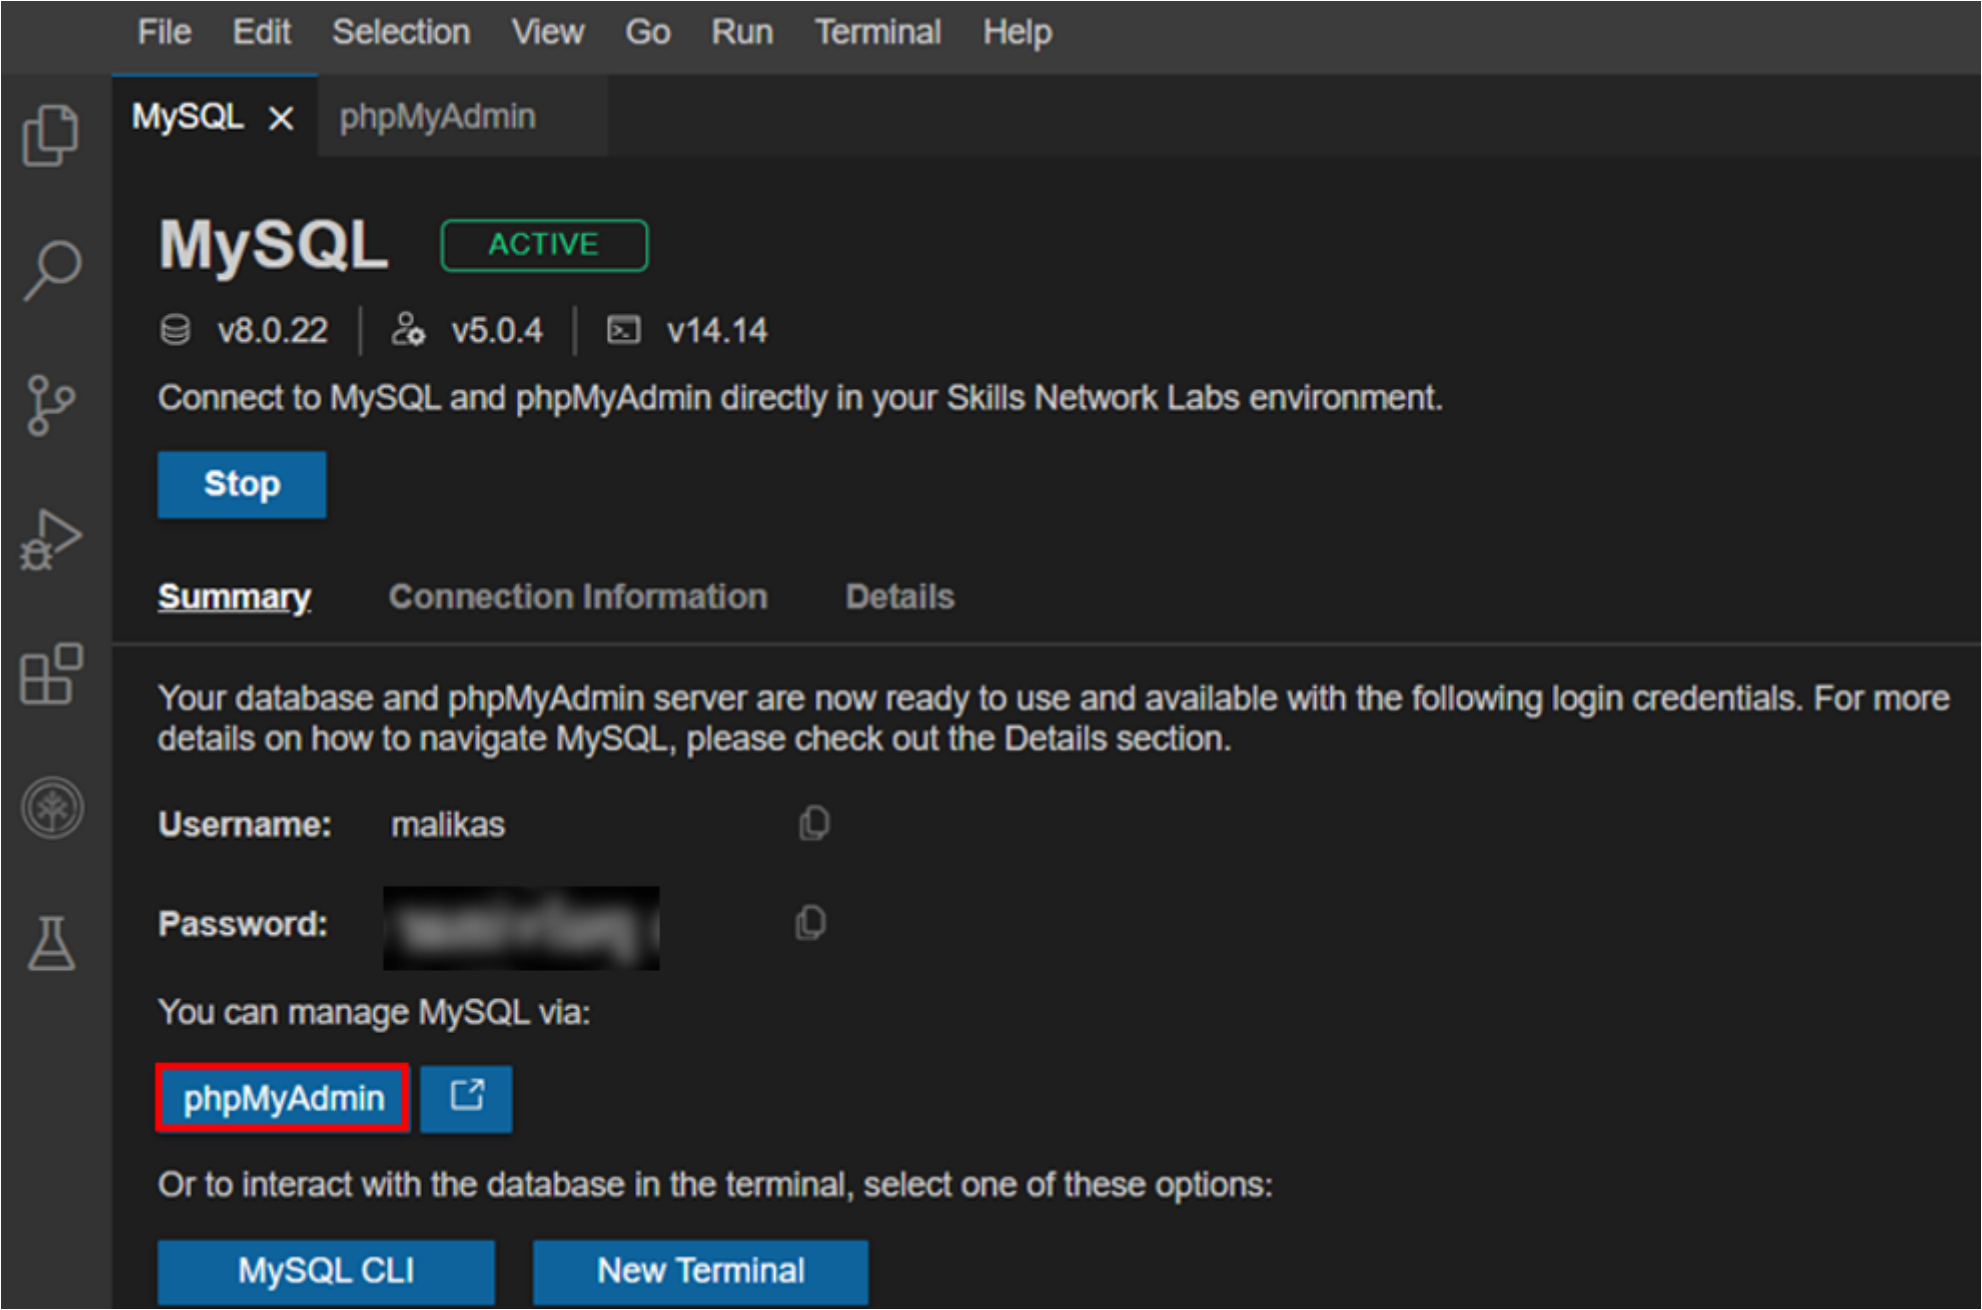 File Edit Selection View Go Run Terminal Help
MySQL phpMyAdmin
MySQL ACTIVE
v8.0.22 v5.0.4 v14.14
Connect to MySQL and phpMyAdmin directly in your Skills Network Labs environment.
Stop
Summary Connection Information Details
Your database and phpMyAdmin server are now ready to use and available with the following login credentials. For more
details on how to navigate MySQL, please check out the Details section.
Username: malikas
Password:
You can manage MySQL via:
phpMyAdmin
Or to interact with the database in the terminal, select one of these options:
MySQL CLI New Terminal